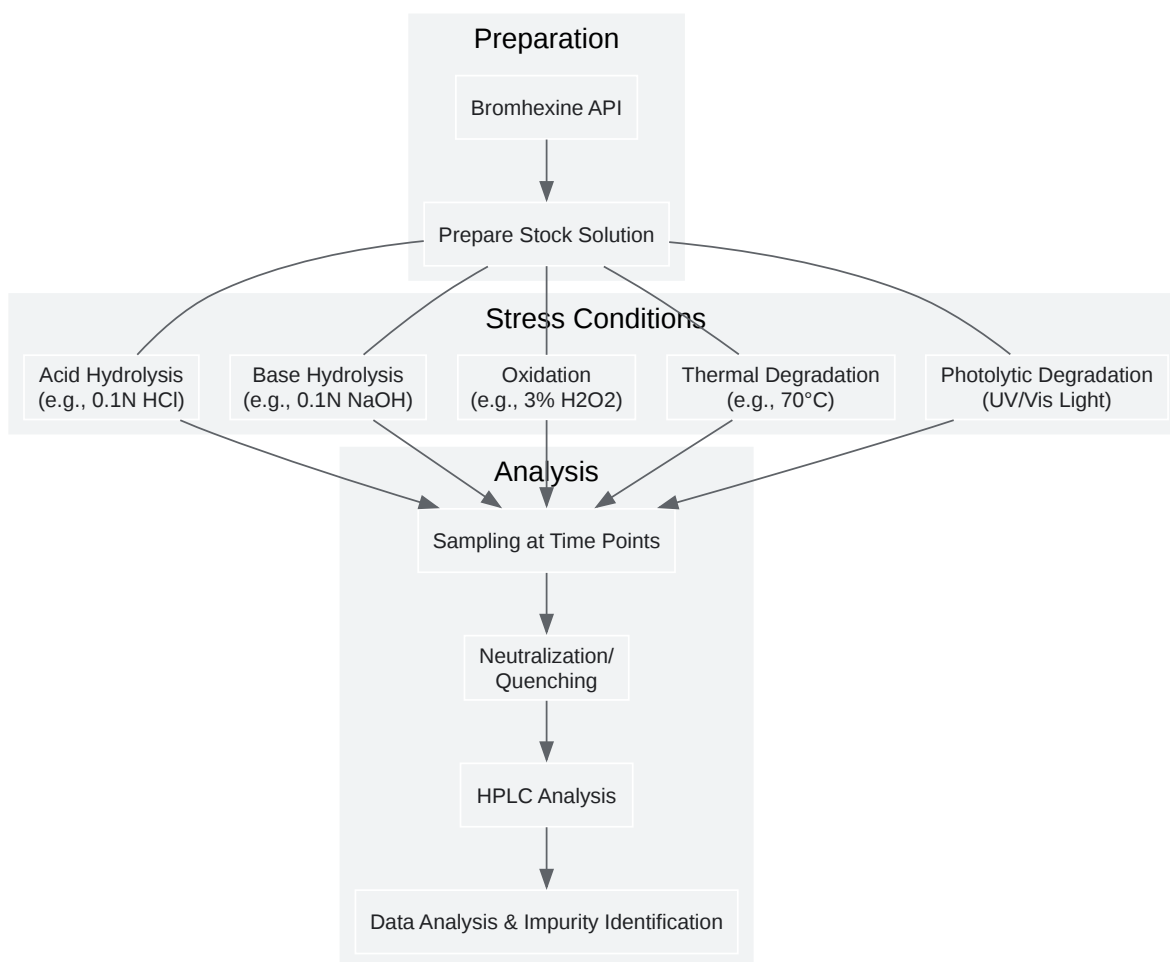 Preparation
Bromhexine API
Prepare Stock Solution
Stress Conditions
Acid Hydrolysis
(e.g., 0.1N HCl)
Base Hydrolysis
(e.g., 0.1N NaOH)
Oxidation
(e.g., 3% H2O2)
Thermal Degradation
(e.g., 70°C)
Photolytic Degradation
(UV/Vis Light)
Analysis
Sampling at Time Points
Neutralization/
Quenching
HPLC Analysis
Data Analysis & Impurity Identification